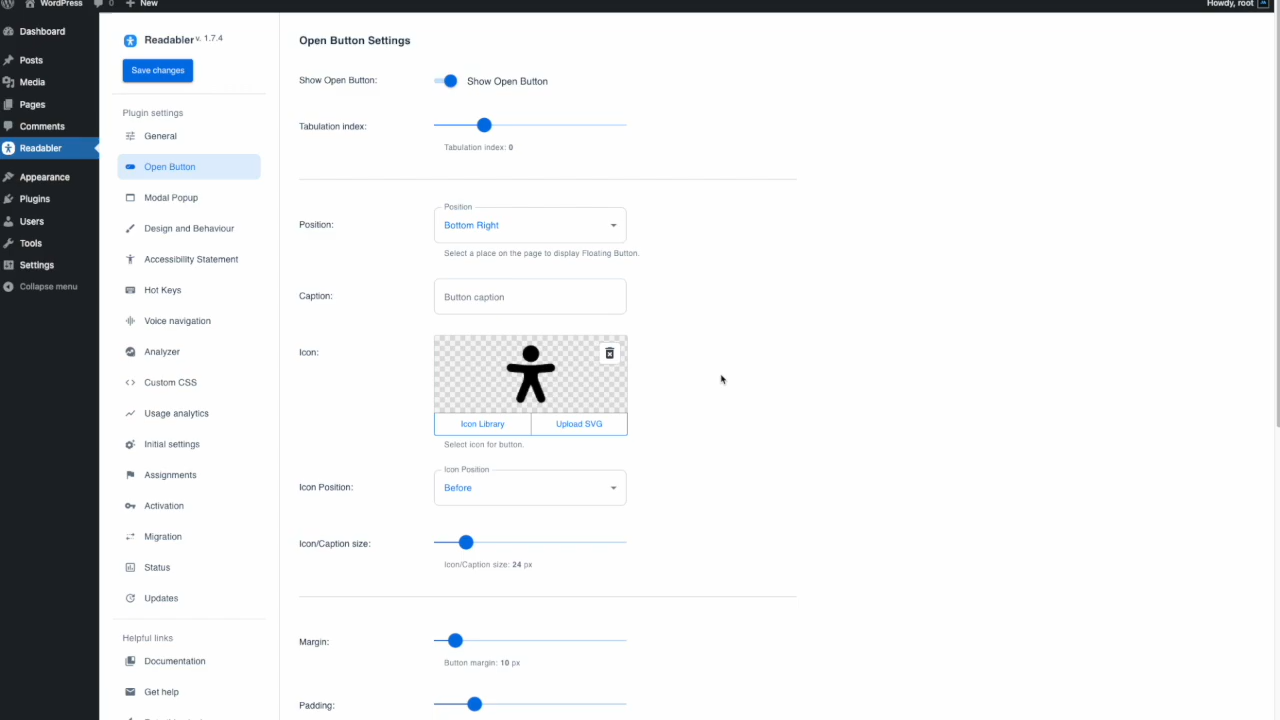 WordPress
0
New
Howdy, root
Dashboard
Posts
Media
Pages
Comments
Readabler
Appearance
Plugins
Users
Tools
Settings
Collapse menu
Readabler v. 1.7.4
Save changes
Plugin settings
General
Open Button
Modal Popup
Design and Behaviour
Accessibility Statement
Hot Keys
Voice navigation
Analyzer
Custom CSS
Usage analytics
Initial settings
Assignments
Activation
Migration
Status
Updates
Helpful links
Documentation
Get help
Open Button Settings
Show Open Button:
Show Open Button
Tabulation index:
Tabulation index: 0
Position:
Position
Bottom Right
Select a place on the page to display Floating Button.
Caption:
Button caption
Icon:
Icon Library
Upload SVG
Select icon for button.
Icon Position:
Icon Position
Before
Icon/Caption size:
Icon/Caption size: 24 px
Margin:
Button margin: 10 px
Padding: